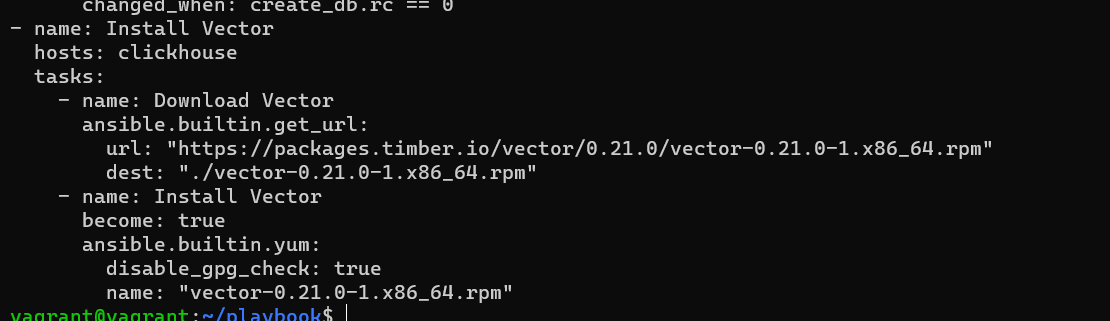 changed_when: create_db.rc == 0
- name: Install Vector
  hosts: clickhouse
  tasks:
    - name: Download Vector
      ansible.builtin.get_url:
        url: "https://packages.timber.io/vector/0.21.0/vector-0.21.0-1.x86_64.rpm"
        dest: "./vector-0.21.0-1.x86_64.rpm"
    - name: Install Vector
      become: true
      ansible.builtin.yum:
        disable_gpg_check: true
        name: "vector-0.21.0-1.x86_64.rpm"
vagrant@vagrant:~/playbook$